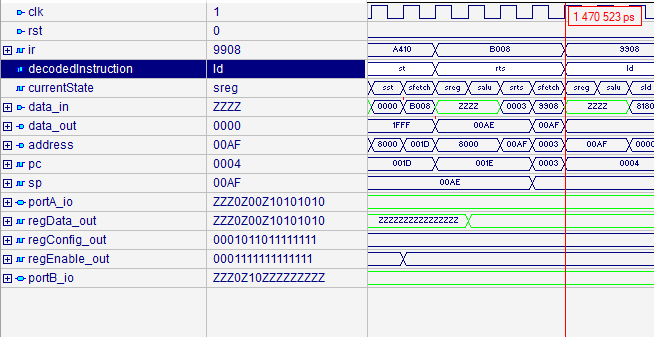 clk 1 1 470 523 ps
rst 0
ir 9908 A410 B008 9908
decodedInstruction ld st rts ld
currentState sreg sst sfetch sreg salu srts sfetch sreg salu sld
data_in ZZZZ 0000 B008 ZZZZ 0003 9908 ZZZZ 8180
data_out 0000 1FFF 00AE 00AF
address 00AF 8000 001D 8000 00AF 0003 00AF 0000
pc 0004 001D 001E 0003 0004
sp 00AF 00AE
portA_io ZZZ0Z00Z10101010
regData_out ZZZ0Z00Z10101010 ZZZZZZZZZZZZZZZZ
regConfig_out 0001011011111111
regEnable_out 0001111111111111
portB_io ZZZ0Z10ZZZZZZZZZ